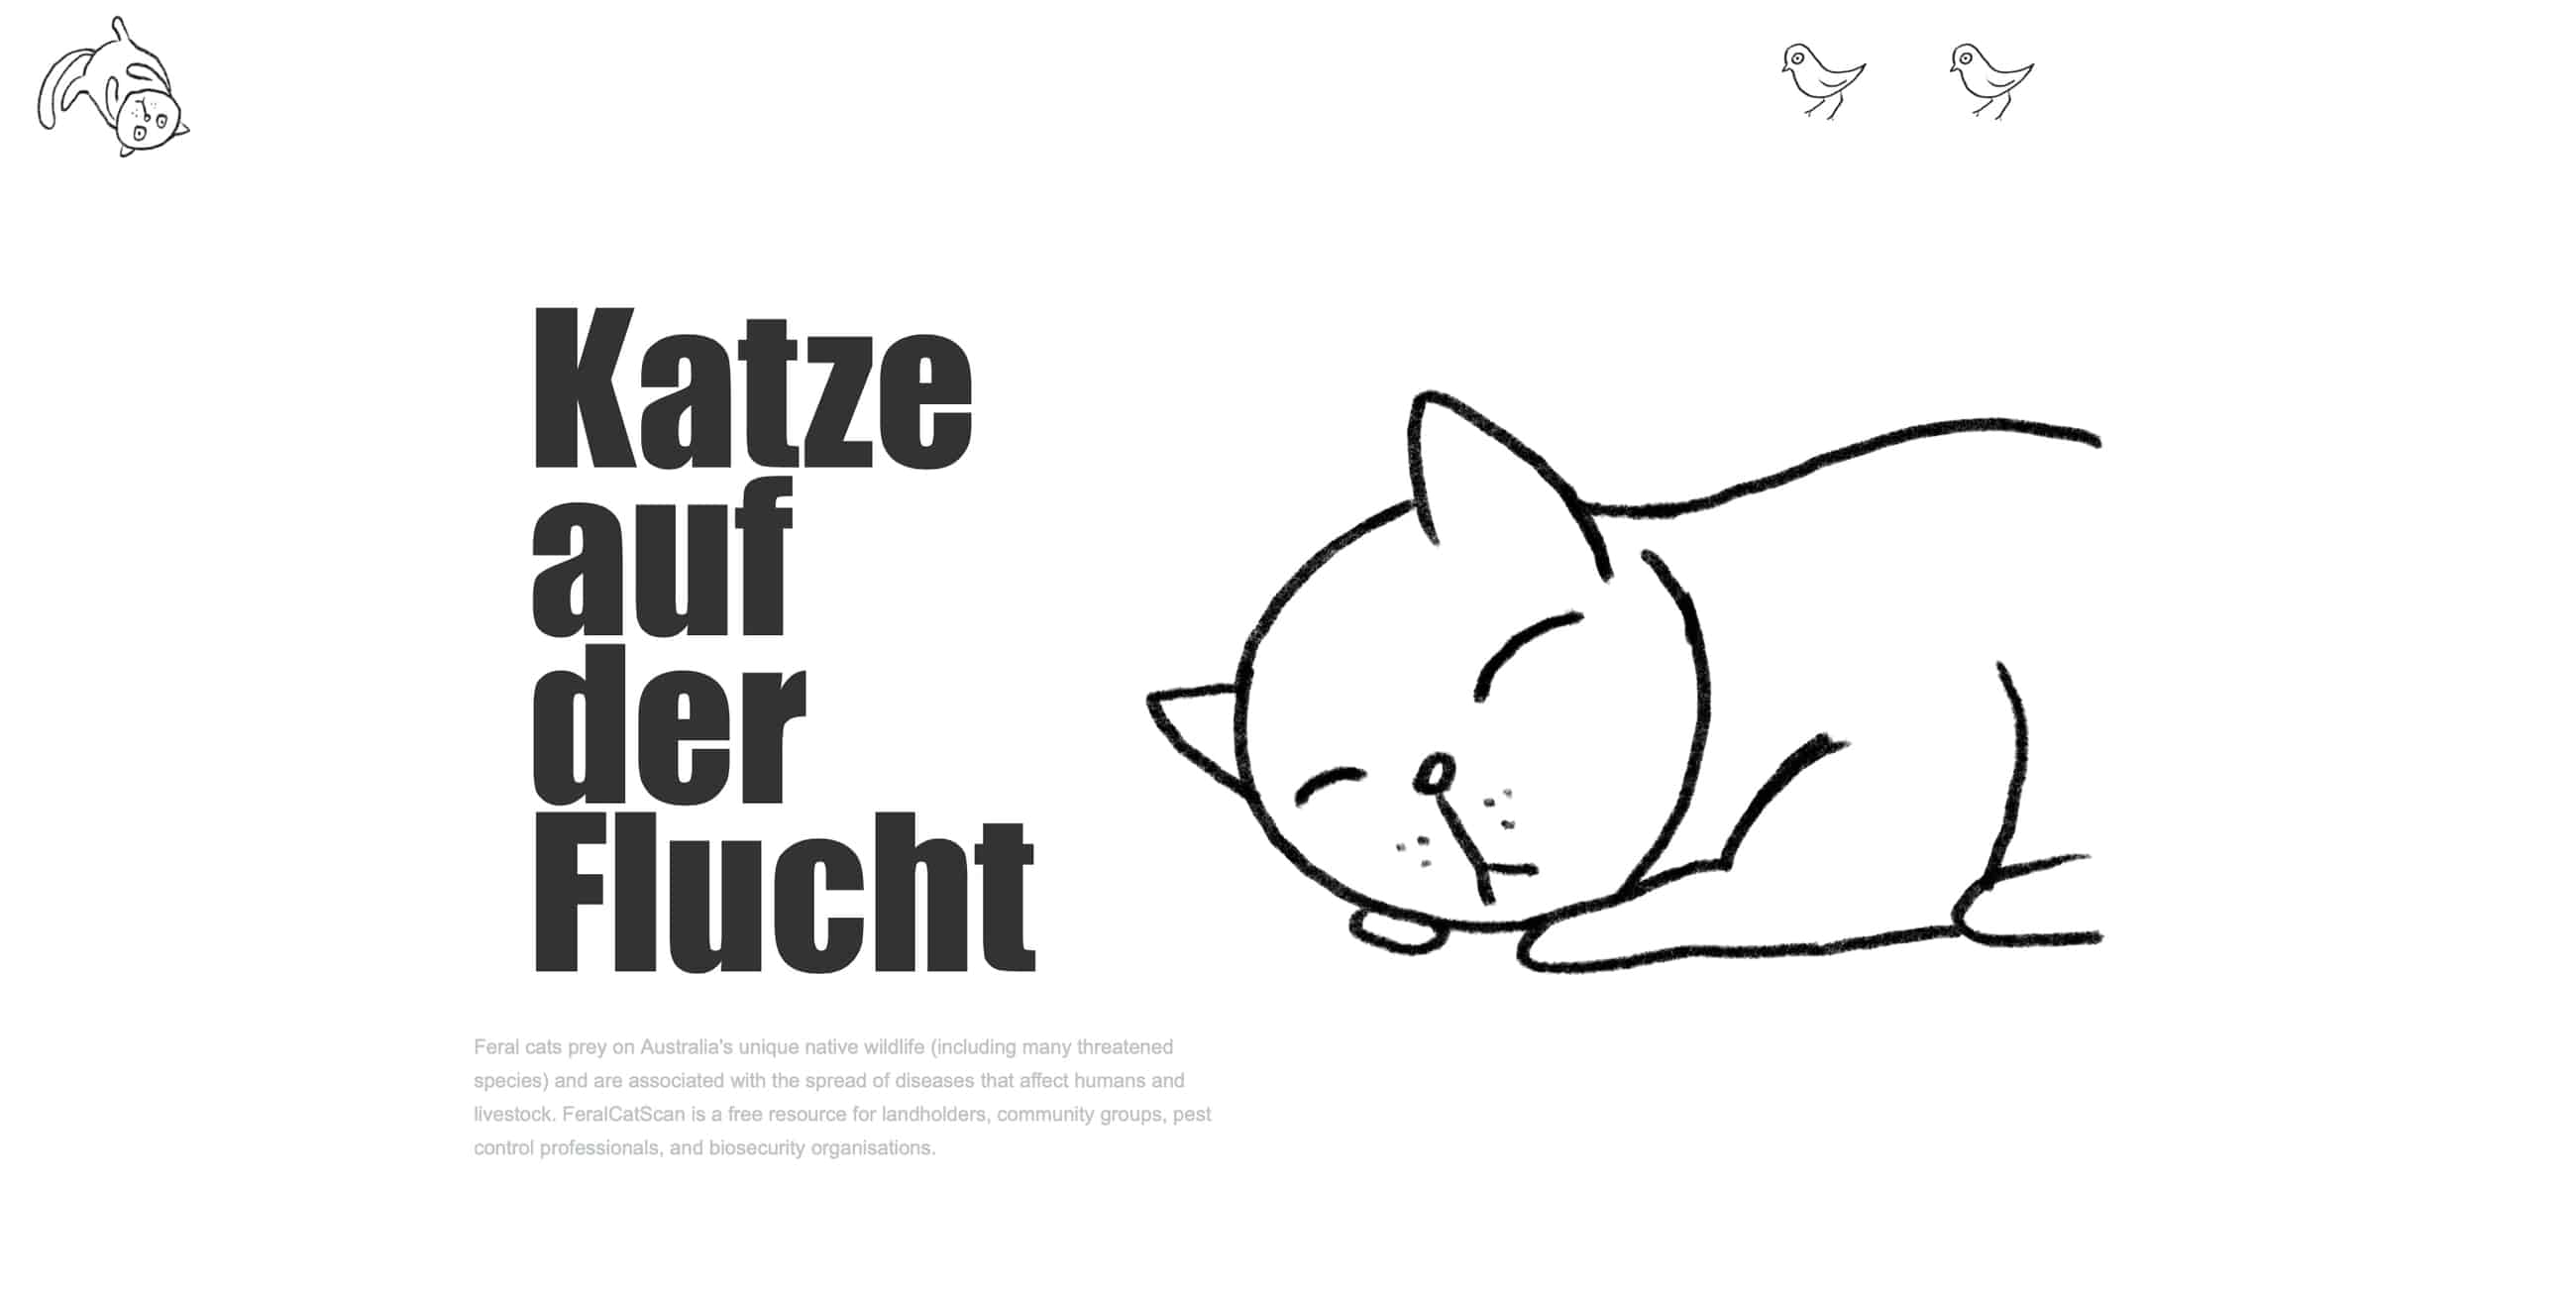 Katze
auf
der
Flucht
Feral cats prey on Australia's unique native wildlife (including many threatened
species) and are associated with the spread of diseases that affect humans and
livestock. FeralCatScan is a free resource for landholders, community groups, pest
control professionals, and biosecurity organisations.